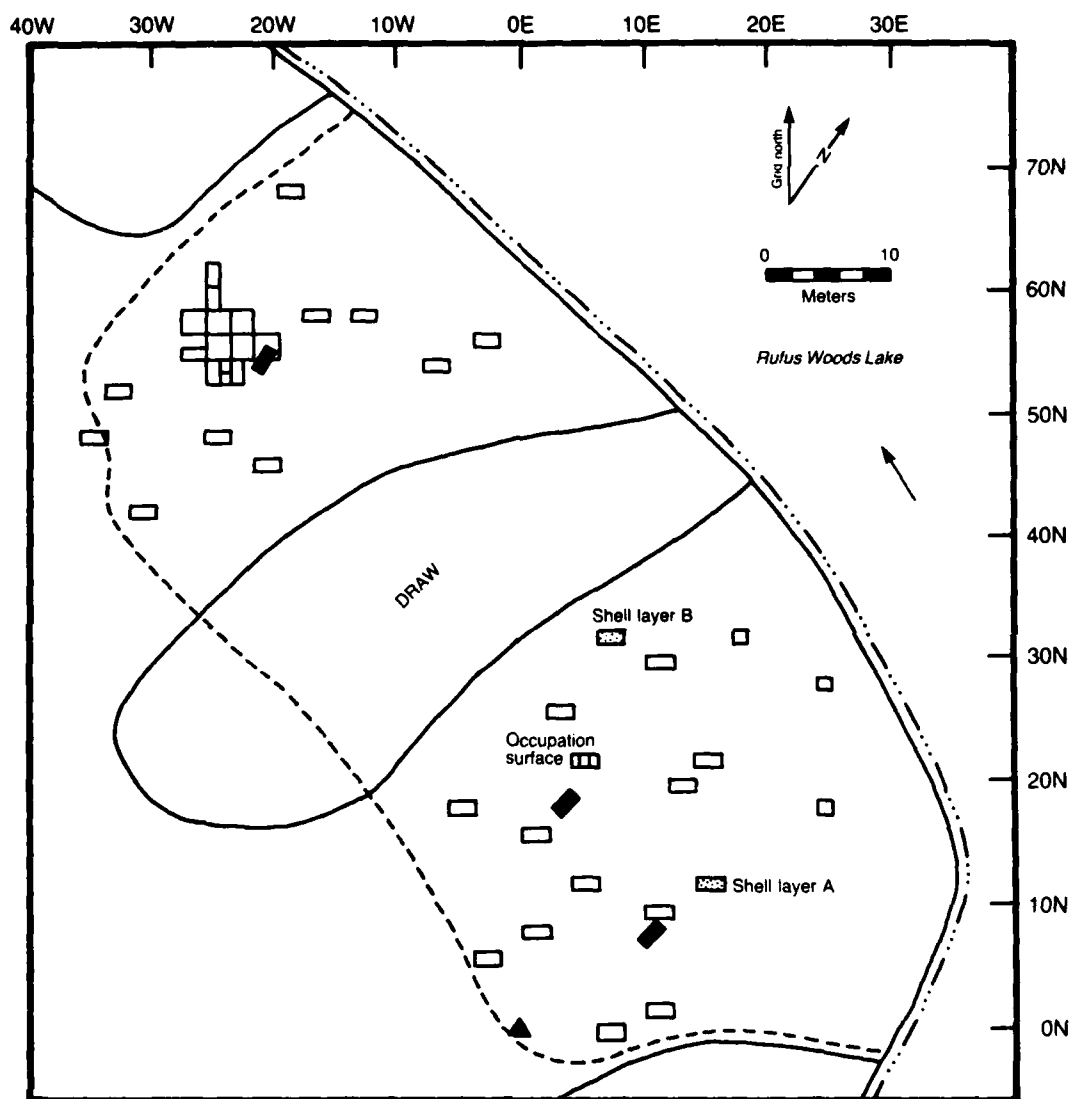 40W 30W 20W 10W 0E 10E 20E 30E
Grid north
N
70N
0 10
Meters
60N
Rufus Woods Lake
50N
40N
DRAW
Shell layer B
30N
Occupation
surface
20N
Shell layer A
10N
0N